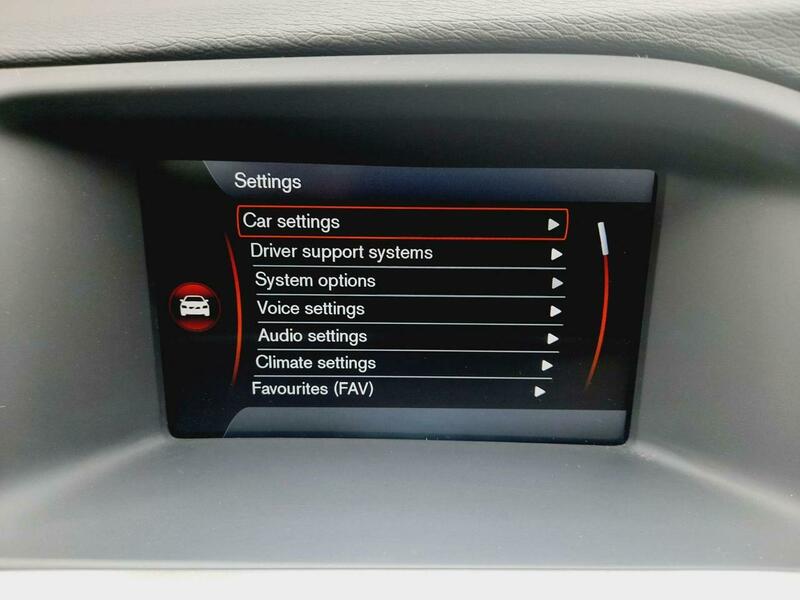 Settings
Car settings
Driver support systems
System options
Voice settings
Audio settings
Climate settings
Favourites (FAV)